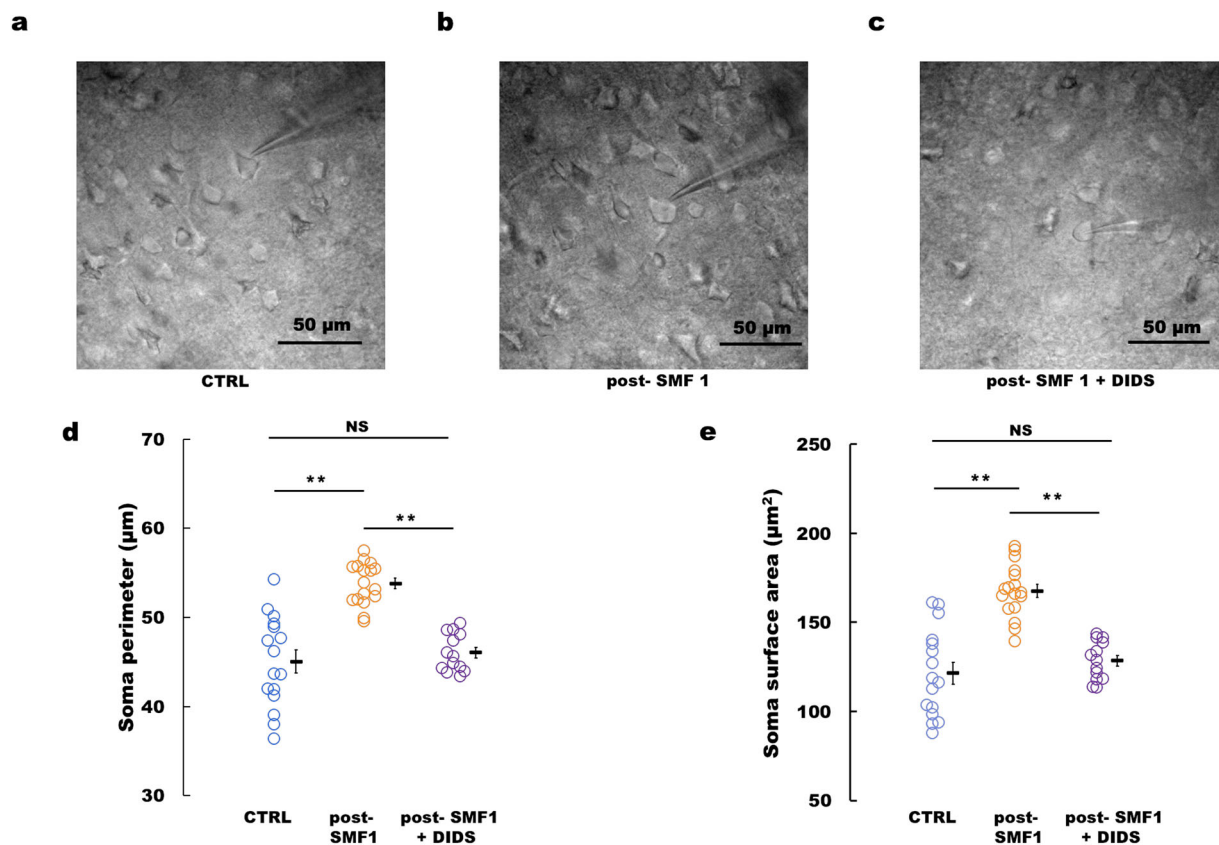 a
b
c
50 µm
50 µm
50 µm
CTRL
post- SMF 1
post- SMF 1 + DIDS
d
70
60
50
40
30
Soma perimeter (µm)
NS
**
**
CTRL
post-
SMF1
post- SMF1
+ DIDS
e
250
200
150
100
50
Soma surface area (µm²)
NS
**
**
CTRL
post-
SMF1
post- SMF1
+ DIDS